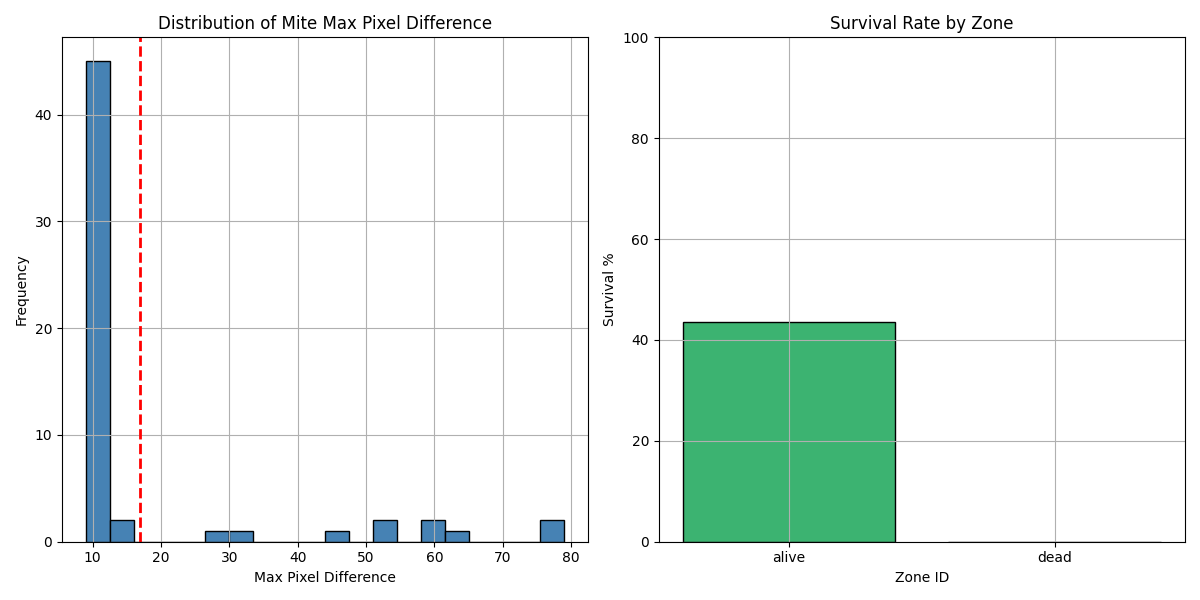 Distribution of Mite Max Pixel Difference
Frequency
40
30
20
10
0
10 20 30 40 50 60 70 80
Max Pixel Difference
Survival Rate by Zone
Survival %
100
80
60
40
20
0
alive dead
Zone ID